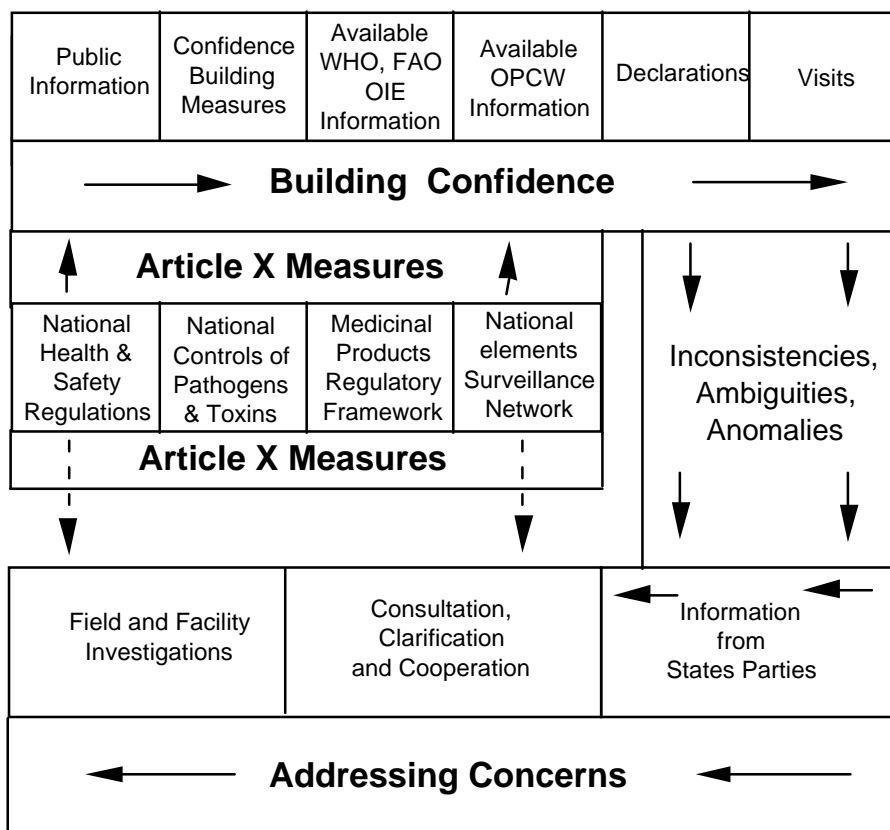 Public
Information
Confidence
Building
Measures
Available
WHO, FAO
OIE
Information
Available
OPCW
Information
Declarations
Visits
Building Confidence
Article X Measures
National
Health &
Safety
Regulations
National
Controls of
Pathogens
& Toxins
Medicinal
Products
Regulatory
Framework
National
elements
Surveillance
Network
Inconsistencies,
Ambiguities,
Anomalies
Article X Measures
Field and Facility
Investigations
Consultation,
Clarification
and Cooperation
Information
from
States Parties
Addressing Concerns